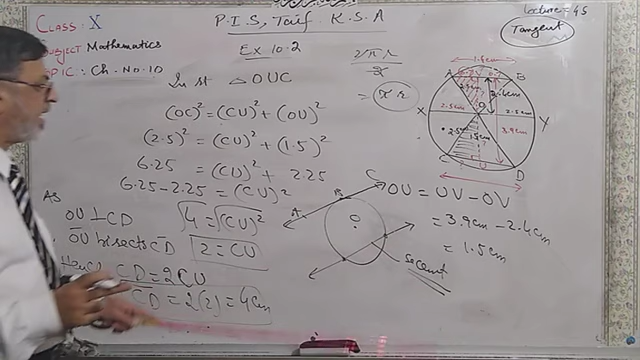 CLASS: X
P.I.S, Taif K.S.A
Lecture = 45
Subject Mathematics
Tangent
TOPIC: Ch. No. 10
Ex 10.2
In st △OUC
(OC)² = (CU)² + (OU)²
(2.5)² = (CU)² + (1.5)²
6.25 = (CU)² + 2.25
6.25 - 2.25 = (CU)²
AS
OU ⊥ CD
√4 = √(CU)²
OU bisects CD
2 = CU
Hence CD = 2CU
CD = 2(2) = 4cm
2πr/2
= πr
A
B
X
Y
C
D
O
2.5cm
2.4cm
3.9cm
1.5cm
A
B
C
O
Secant
OU = UV - OV
= 3.9cm - 2.4cm
= 1.5cm